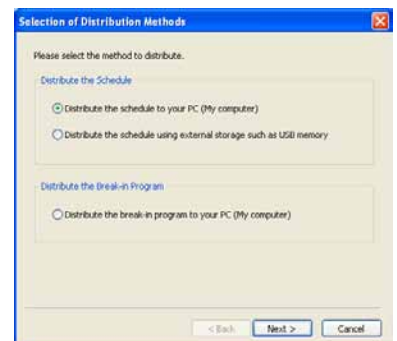 Selection of Distribution Methods
Please select the method to distribute.
Distribute the Schedule
Distribute the schedule to your PC (My computer)
Distribute the schedule using external storage such as USB memory
Distribute the Break-in Program
Distribute the break-in program to your PC (My computer)
< Back Next > Cancel